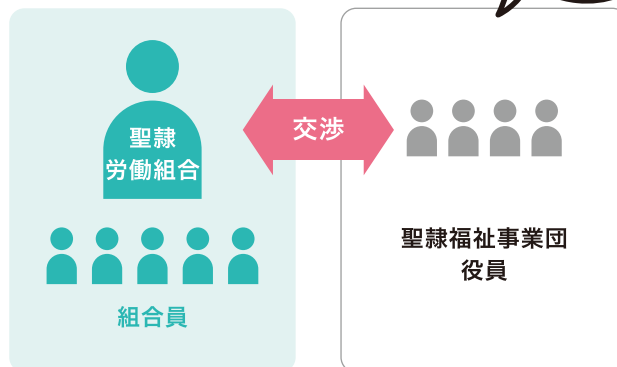 聖隷
労働組合
組合員
交渉
聖隷福祉事業団
役員